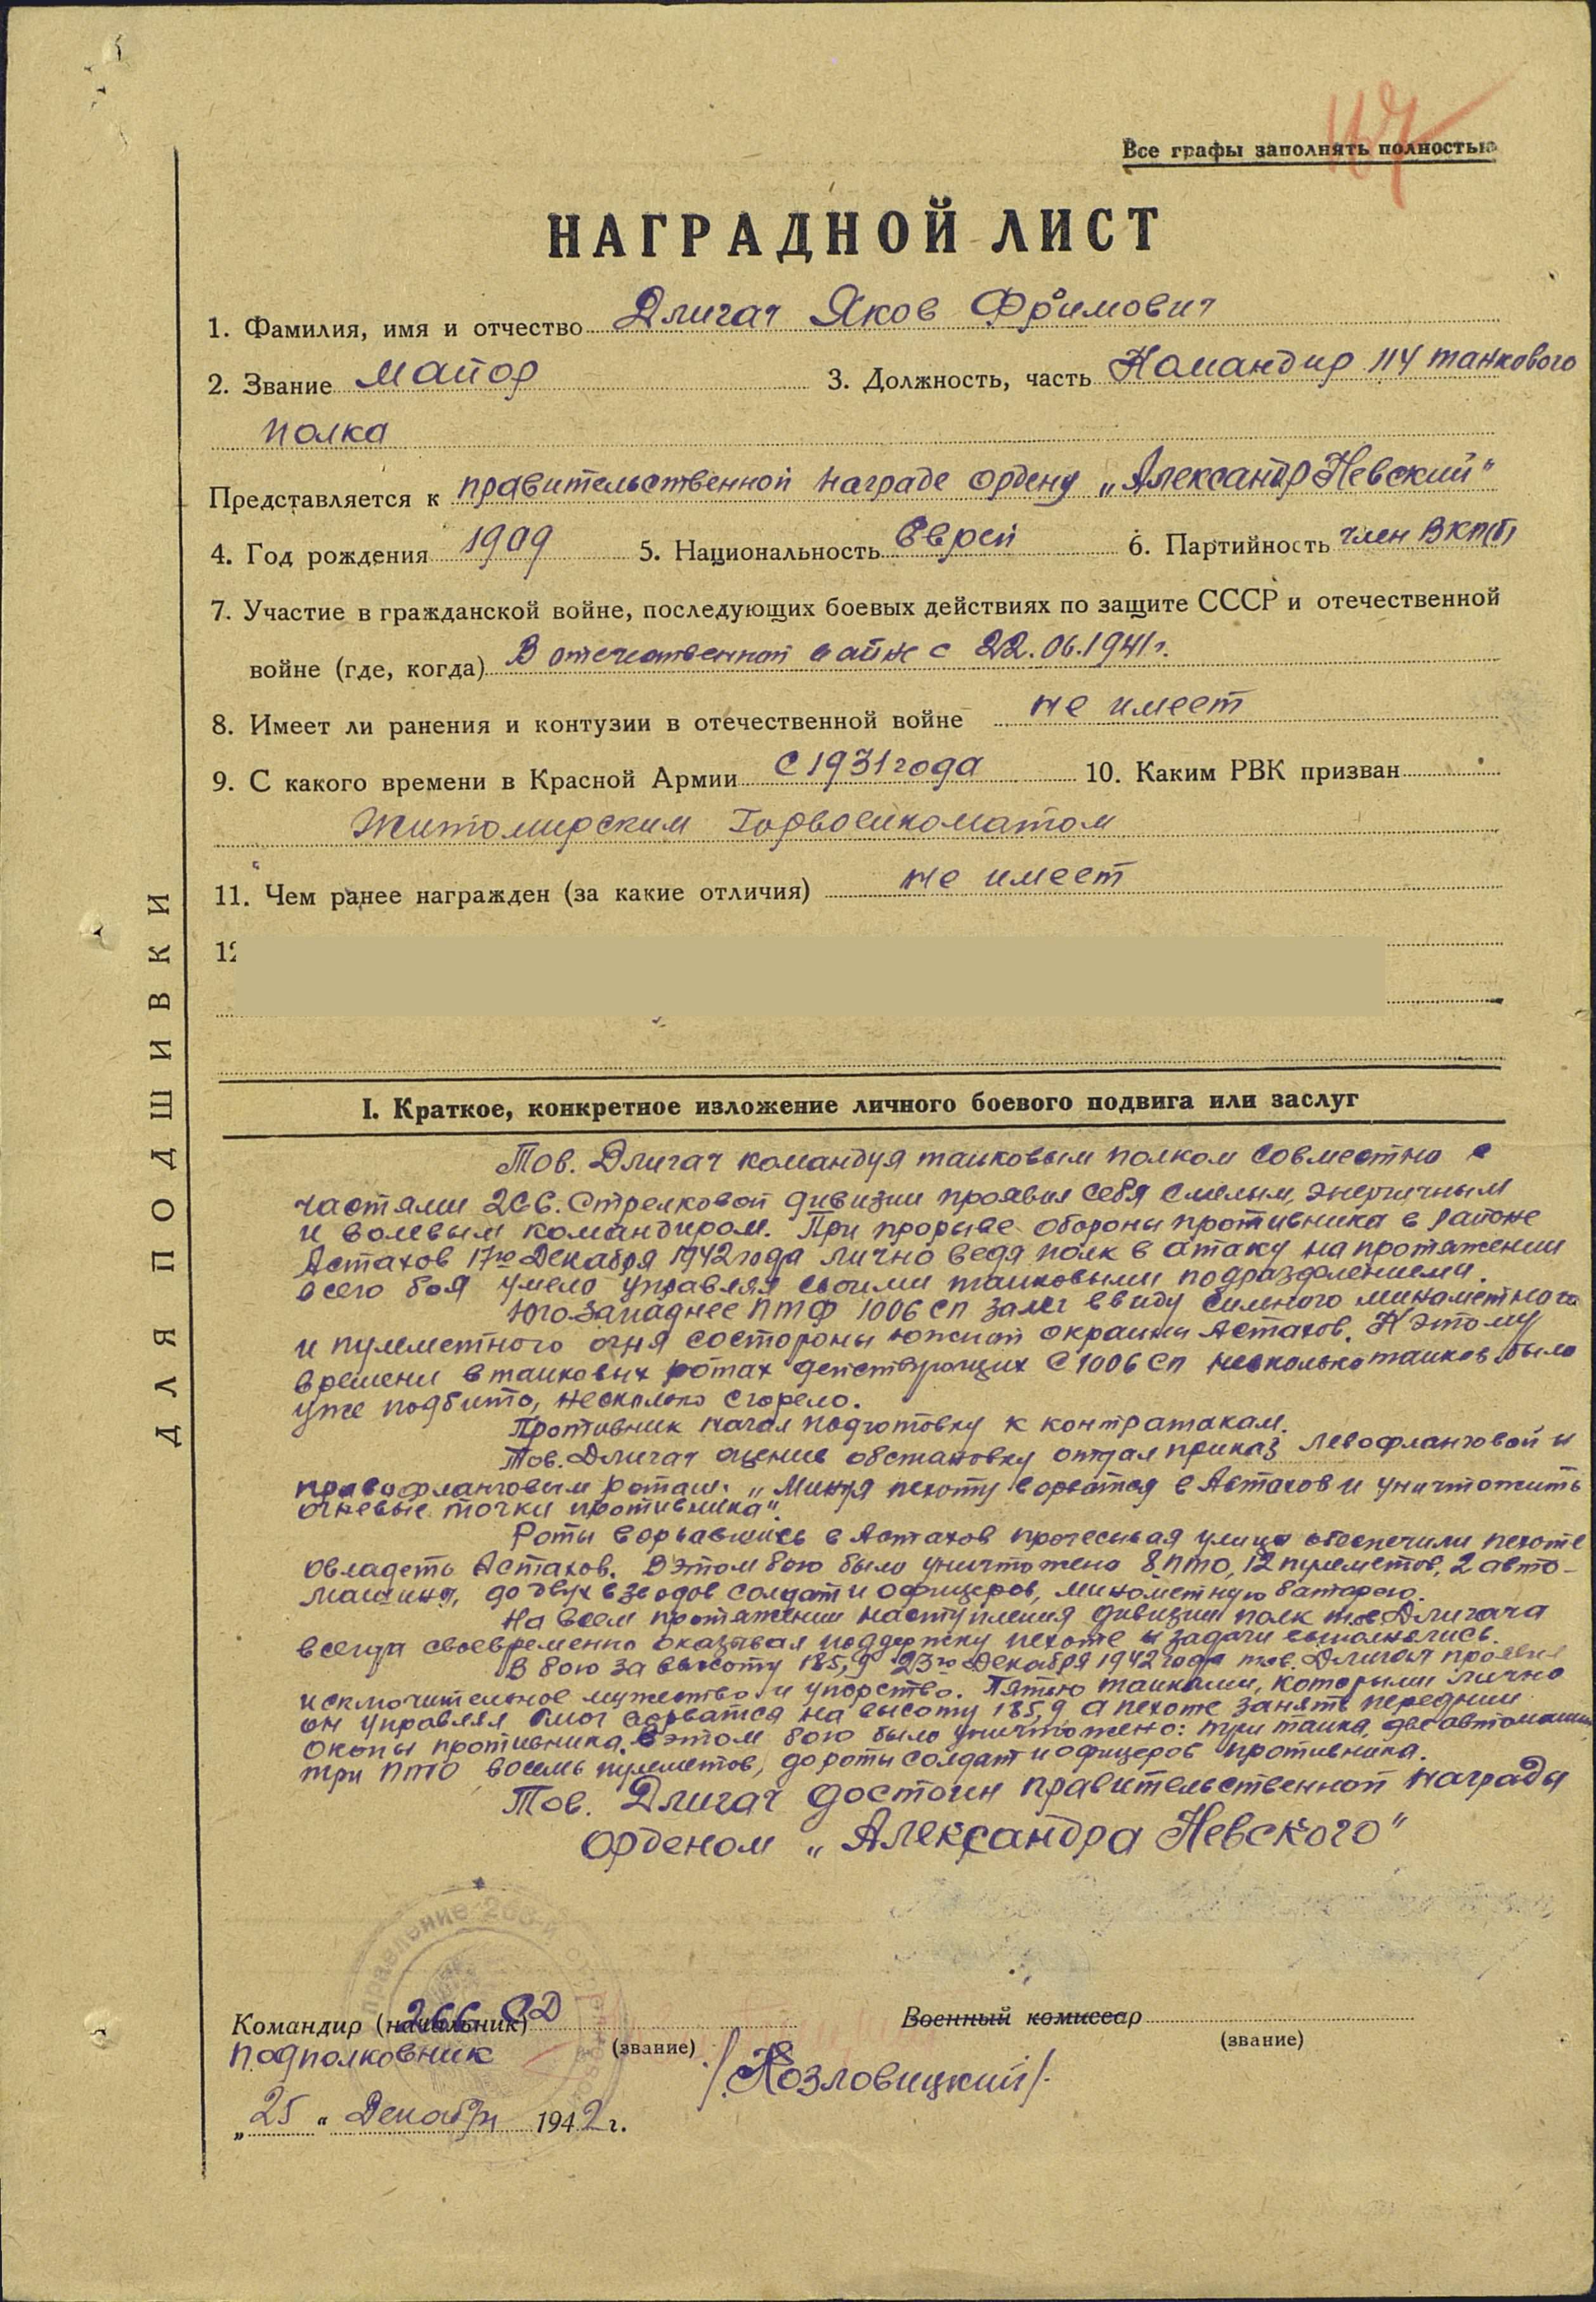 Все графы заполнять полностью
НАГРАДНОЙ ЛИСТ
1. Фамилия, имя и отчество Длигач Яков Фроимович
2. Звание Майор 3. Должность, часть Командир 114 танкового
полка
Представляется к правительственной награде ордену „Александр Невский"
4. Год рождения 1909 5. Национальность Еврей 6. Партийность член ВКП(б)
7. Участие в гражданской войне, последующих боевых действиях по защите СССР и отечественной
войне (где, когда) В отечественной войне с 22.06.1941г.
8. Имеет ли ранения и контузии в отечественной войне не имеет
9. С какого времени в Красной Армии С 1931 года 10. Каким РВК призван
Житомирским Горвоенкоматом
11. Чем ранее награжден (за какие отличия) не имеет
12
ДЛЯ ПОДШИВКИ
I. Краткое, конкретное изложение личного боевого подвига или заслуг
Тов. Длигач командуя танковым полком совместно с
частями 266. Стрелковой дивизии проявил себя смелым, энергичным
и волевым командиром. При прорыве обороны противника в районе
Астахов 17го Декабря 1942 года лично ведя полк в атаку на протяжении
всего боя умело управляя своими танковыми подразделениями.
Югозападнее ПТФ 1006 СП залег ввиду сильного минометного
и пулеметного огня состороны южной окраины Астахов. К этому
времени в танковых ротах действующих с 1006 СП несколько танков было
уже подбито, несколько сгорело.
Противник начал подготовку к контратакам.
Тов. Длигач оценив обстановку отдал приказ левофланговой и
правофланговым ротам: „Минуя пехоту ворватся в Астахов и уничтожить
огневые точки противника".
Роты ворвавшись в Астахов прочесывая улицы обеспечили пехоте
овладеть Астахов. В этом бою было уничтожено 8 ПТО, 12 пулеметов, 2 авто-
машины, до двух взводов солдат и офицеров, минометную батарею.
На всем протяжении наступления дивизии полк тов. Длигача
всегда своевременно оказывал поддержку пехоте и задачи выполнялись.
В бою за высоту 185,9 23го Декабря 1942 года тов. Длигач проявил
исключительное мужество и упорство. Пятью танками, которыми лично
он управлял смог ворватся на высоту 185,9 а пехоте занять передние
окопы противника. В этом бою было уничтожено: три танка, две автомашины
три ПТО восемь пулеметов, до роты солдат и офицеров противника.
Тов. Длигач достоин правительственной награды
орденом „Александра Невского"
Командир (начальник) 266 СД (звание) Военный комиссар (звание)
подполковник /Козловицкий/.
„25" Декабря 1942 г.